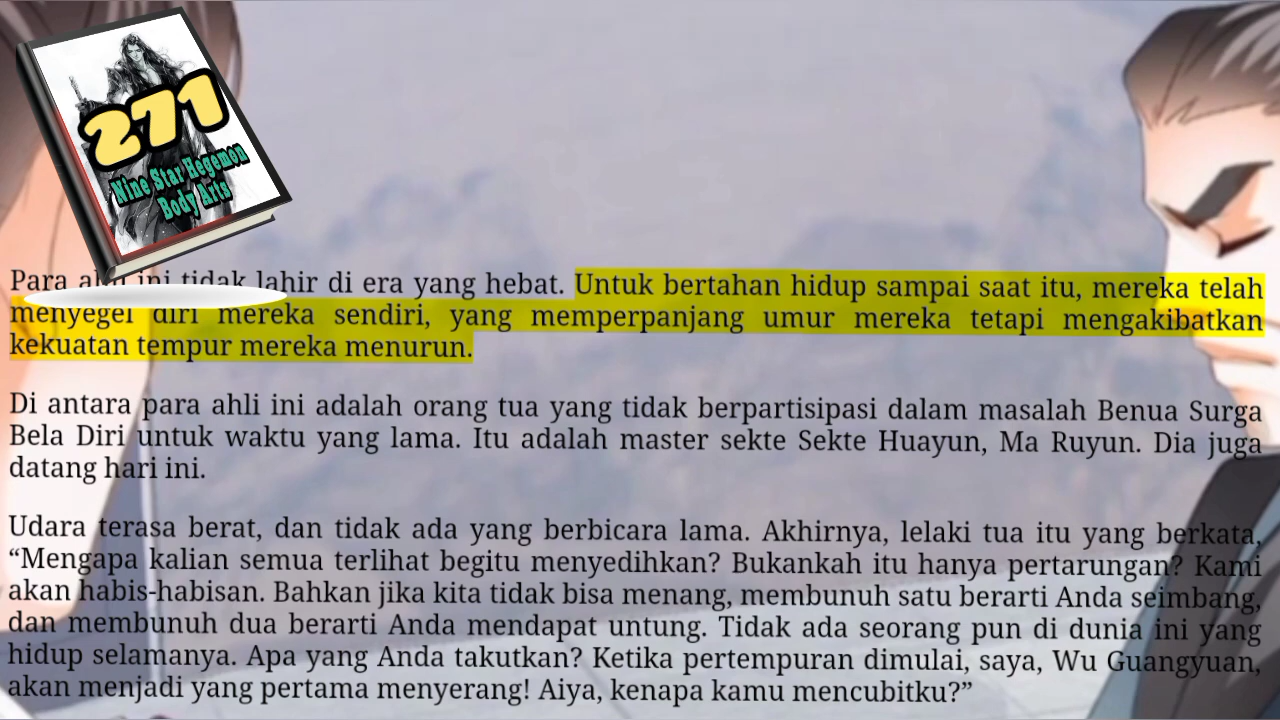 271
Nine Star Hegemon
Body Arts
Para ahli ini tidak lahir di era yang hebat. Untuk bertahan hidup sampai saat itu, mereka telah
menyegel diri mereka sendiri, yang memperpanjang umur mereka tetapi mengakibatkan
kekuatan tempur mereka menurun.
Di antara para ahli ini adalah orang tua yang tidak berpartisipasi dalam masalah Benua Surga
Bela Diri untuk waktu yang lama. Itu adalah master sekte Sekte Huayun, Ma Ruyun. Dia juga
datang hari ini.
Udara terasa berat, dan tidak ada yang berbicara lama. Akhirnya, lelaki tua itu yang berkata,
“Mengapa kalian semua terlihat begitu menyedihkan? Bukankah itu hanya pertarungan? Kami
akan habis-habisan. Bahkan jika kita tidak bisa menang, membunuh satu berarti Anda seimbang,
dan membunuh dua berarti Anda mendapat untung. Tidak ada seorang pun di dunia ini yang
hidup selamanya. Apa yang Anda takutkan? Ketika pertempuran dimulai, saya, Wu Guangyuan,
akan menjadi yang pertama menyerang! Aiya, kenapa kamu mencubitku?”